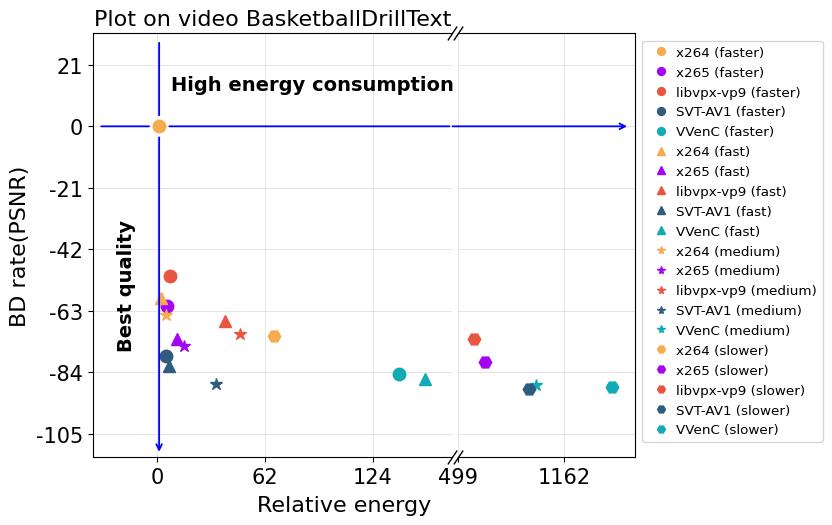 Plot on video BasketballDrillText
High energy consumption
Best quality
BD rate(PSNR)
21
0
-21
-42
-63
-84
-105
0
62
124
499
1162
Relative energy
x264 (faster)
x265 (faster)
libvpx-vp9 (faster)
SVT-AV1 (faster)
VVenC (faster)
x264 (fast)
x265 (fast)
libvpx-vp9 (fast)
SVT-AV1 (fast)
VVenC (fast)
x264 (medium)
x265 (medium)
libvpx-vp9 (medium)
SVT-AV1 (medium)
VVenC (medium)
x264 (slower)
x265 (slower)
libvpx-vp9 (slower)
SVT-AV1 (slower)
VVenC (slower)